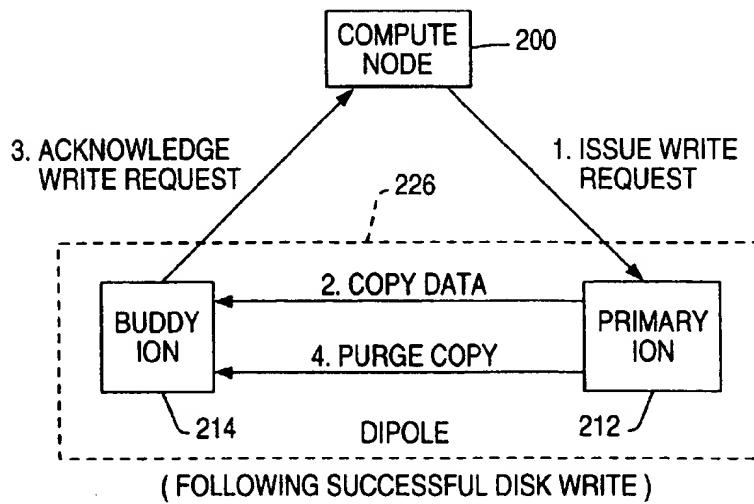 COMPUTE
NODE
200
3. ACKNOWLEDGE
WRITE REQUEST
1. ISSUE WRITE
REQUEST
226
2. COPY DATA
BUDDY
ION
PRIMARY
ION
4. PURGE COPY
214
DIPOLE
212
( FOLLOWING SUCCESSFUL DISK WRITE )